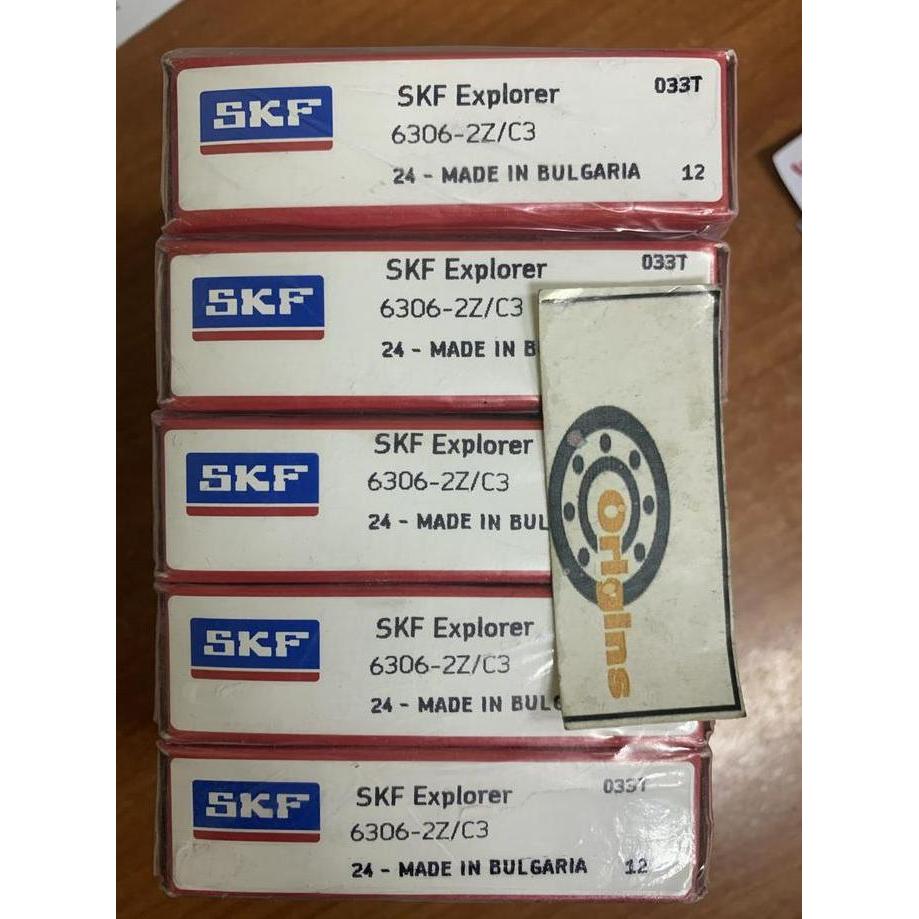 SKF
SKF Explorer
033T
6306-2Z/C3
24 - MADE IN BULGARIA
12
SKF
SKF Explorer
033T
6306-2Z/C3
24 - MADE IN
SKF
SKF Explorer
6306-2Z/C3
24 - MADE IN BUL
SKF
SKF Explorer
6306-2Z/C3
24 - MADE IN BUL
SKF
SKF Explorer
033T
6306-2Z/C3
24 - MADE IN BULGARIA
12
Origins